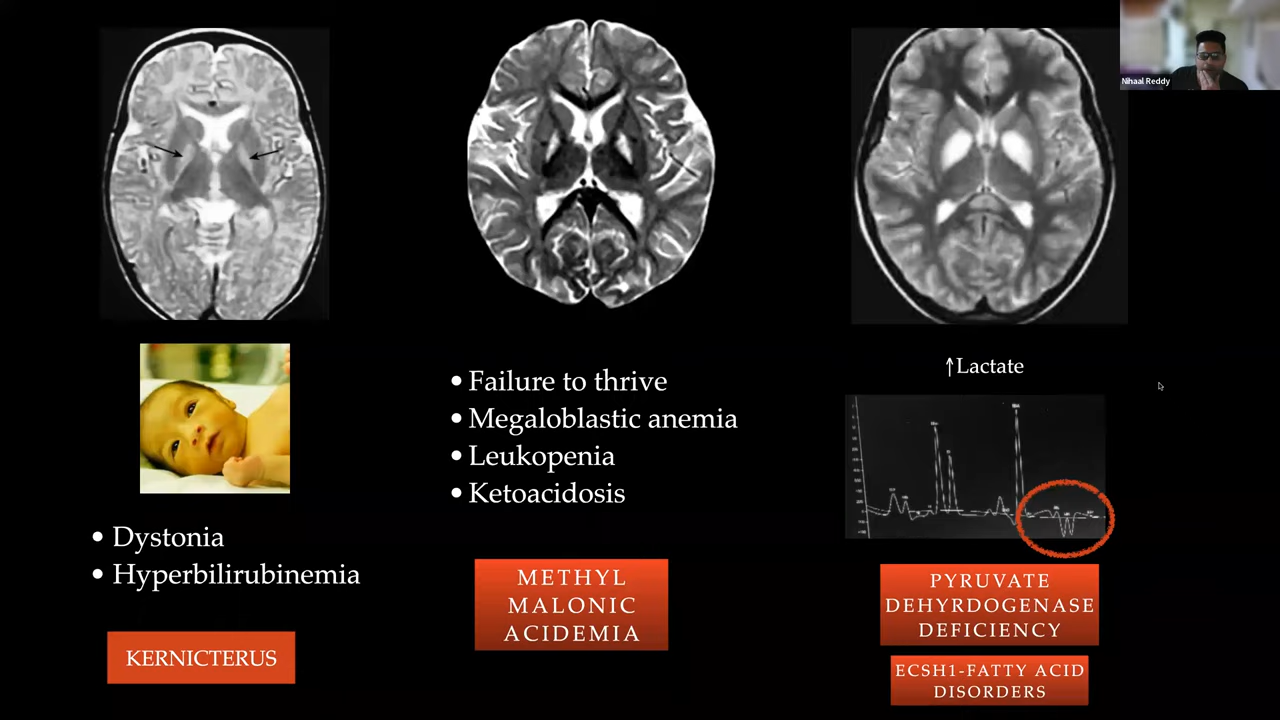 Nihaal Reddy
• Dystonia
• Hyperbilirubinemia
KERNICTERUS
• Failure to thrive
• Megaloblastic anemia
• Leukopenia
• Ketoacidosis
METHYL
MALONIC
ACIDEMIA
↑Lactate
PYRUVATE
DEHYRDOGENASE
DEFICIENCY
ECSH1-FATTY ACID
DISORDERS